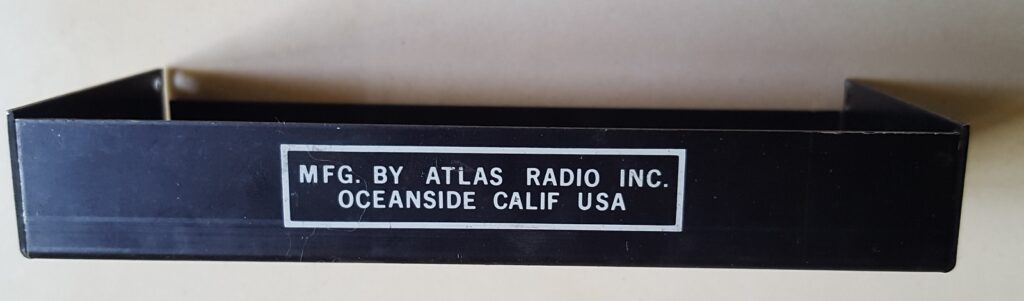 MFG. BY ATLAS RADIO INC.
OCEANSIDE CALIF USA